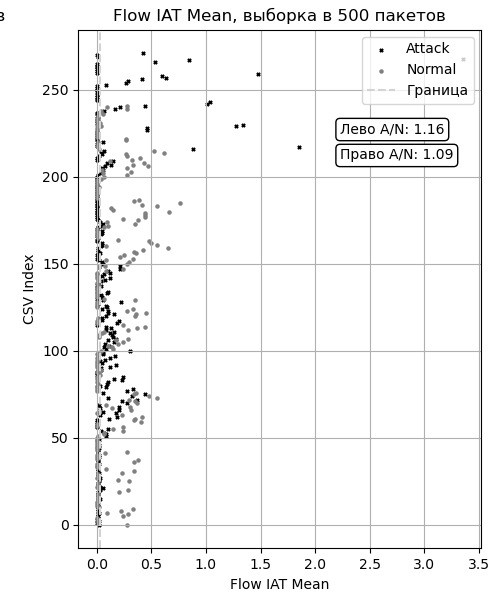 в
Flow IAT Mean, выборка в 500 пакетов
Attack
Normal
Граница
Лево A/N: 1.16
Право A/N: 1.09
250
200
150
100
50
0
CSV Index
0.0 0.5 1.0 1.5 2.0 2.5 3.0 3.5
Flow IAT Mean